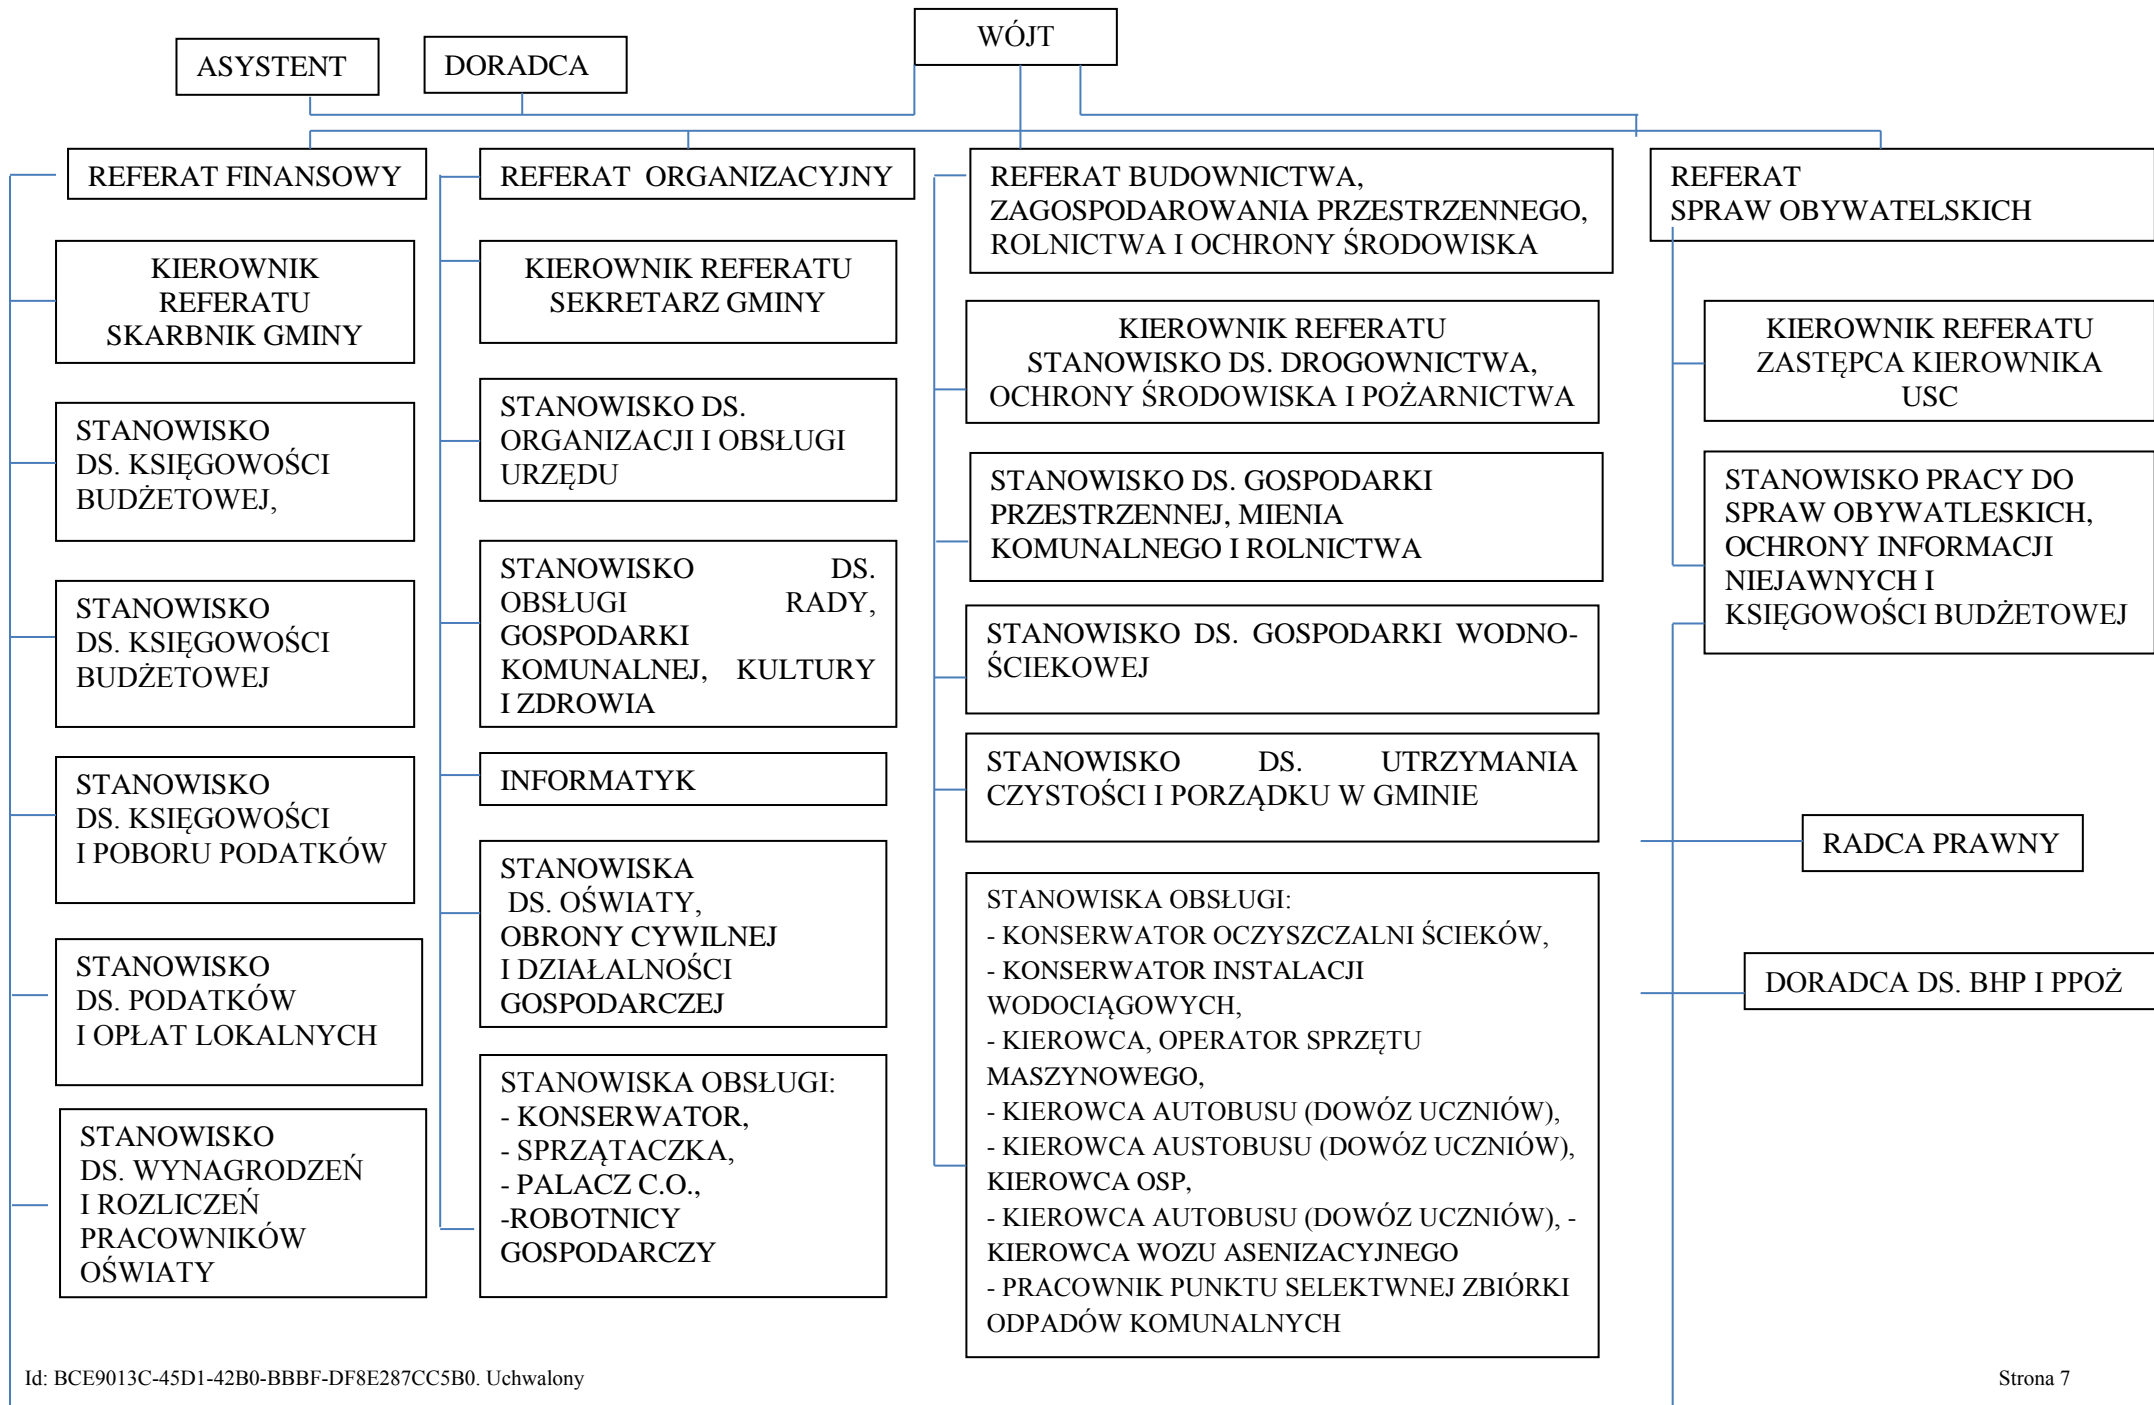 WÓJT
ASYSTENT
DORADCA
REFERAT FINANSOWY
KIEROWNIK
REFERATU
SKARBNIK GMINY
STANOWISKO
DS. KSIĘGOWOŚCI
BUDŻETOWEJ,
STANOWISKO
DS. KSIĘGOWOŚCI
BUDŻETOWEJ
STANOWISKO
DS. KSIĘGOWOŚCI
I POBORU PODATKÓW
STANOWISKO
DS. PODATKÓW
I OPŁAT LOKALNYCH
STANOWISKO
DS. WYNAGRODZEŃ
I ROZLICZEŃ
PRACOWNIKÓW
OŚWIATY
REFERAT ORGANIZACYJNY
KIEROWNIK REFERATU
SEKRETARZ GMINY
STANOWISKO DS.
ORGANIZACJI I OBSŁUGI
URZĘDU
STANOWISKO DS.
OBSŁUGI RADY,
GOSPODARKI
KOMUNALNEJ, KULTURY
I ZDROWIA
INFORMATYK
STANOWISKA
DS. OŚWIATY,
OBRONY CYWILNEJ
I DZIAŁALNOŚCI
GOSPODARCZEJ
STANOWISKA OBSŁUGI:
- KONSERWATOR,
- SPRZĄTACZKA,
- PALACZ C.O.,
-ROBOTNICY
GOSPODARCZY
REFERAT BUDOWNICTWA,
ZAGOSPODAROWANIA PRZESTRZENNEGO,
ROLNICTWA I OCHRONY ŚRODOWISKA
KIEROWNIK REFERATU
STANOWISKO DS. DROGOWNICTWA,
OCHRONY ŚRODOWISKA I POŻARNICTWA
STANOWISKO DS. GOSPODARKI
PRZESTRZENNEJ, MIENIA
KOMUNALNEGO I ROLNICTWA
STANOWISKO DS. GOSPODARKI WODNO-
ŚCIEKOWEJ
STANOWISKO DS. UTRZYMANIA
CZYSTOŚCI I PORZĄDKU W GMINIE
STANOWISKA OBSŁUGI:
- KONSERWATOR OCZYSZCZALNI ŚCIEKÓW,
- KONSERWATOR INSTALACJI
WODOCIĄGOWYCH,
- KIEROWCA, OPERATOR SPRZĘTU
MASZYNOWEGO,
- KIEROWCA AUTOBUSU (DOWÓZ UCZNIÓW),
- KIEROWCA AUSTOBUSU (DOWÓZ UCZNIÓW),
KIEROWCA OSP,
- KIEROWCA AUTOBUSU (DOWÓZ UCZNIÓW), -
KIEROWCA WOZU ASENIZACYJNEGO
- PRACOWNIK PUNKTU SELEKTWNEJ ZBIÓRKI
ODPADÓW KOMUNALNYCH
REFERAT
SPRAW OBYWATELSKICH
KIEROWNIK REFERATU
ZASTĘPCA KIEROWNIKA
USC
STANOWISKO PRACY DO
SPRAW OBYWATLESKICH,
OCHRONY INFORMACJI
NIEJAWNYCH I
KSIĘGOWOŚCI BUDŻETOWEJ
RADCA PRAWNY
DORADCA DS. BHP I PPOŻ
Id: BCE9013C-45D1-42B0-BBBF-DF8E287CC5B0. Uchwalony
Strona 7